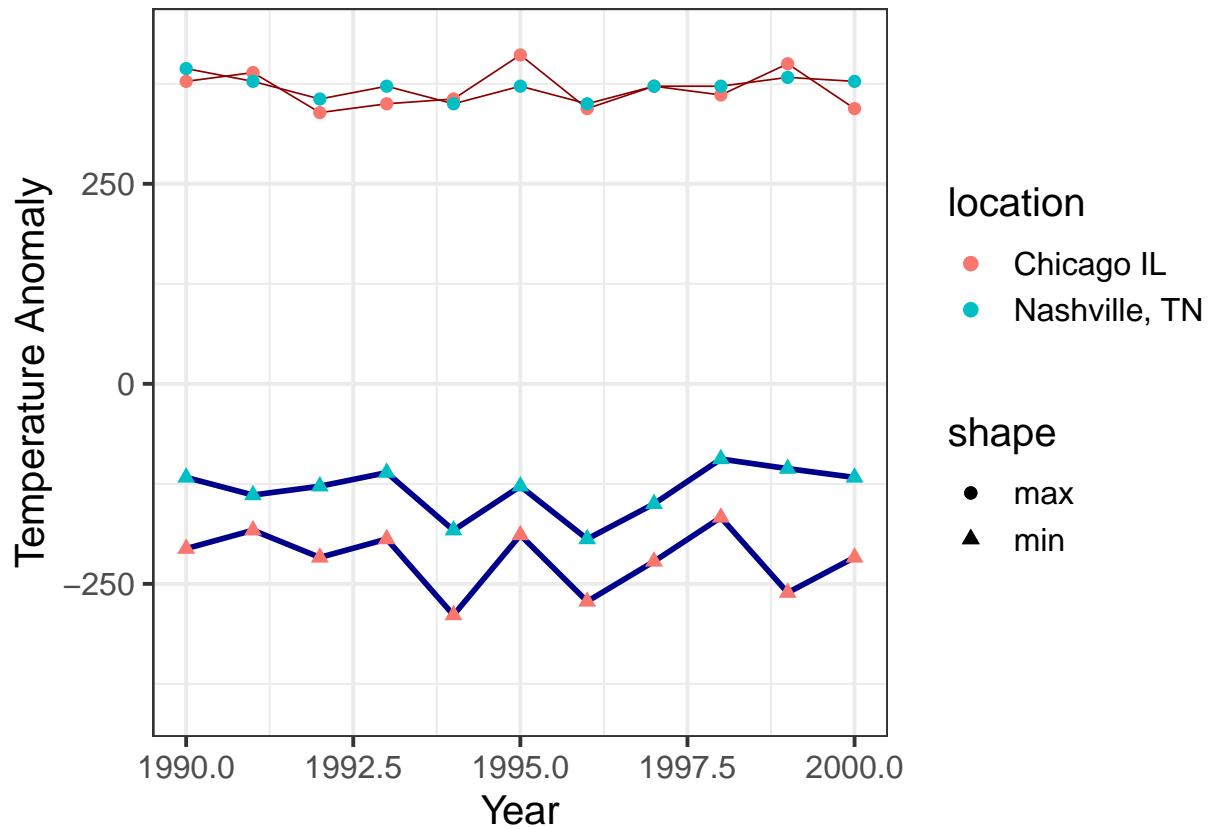 Temperature Anomaly
250
0
−250
1990.0 1992.5 1995.0 1997.5 2000.0
Year
location
Chicago IL
Nashville, TN
shape
max
min